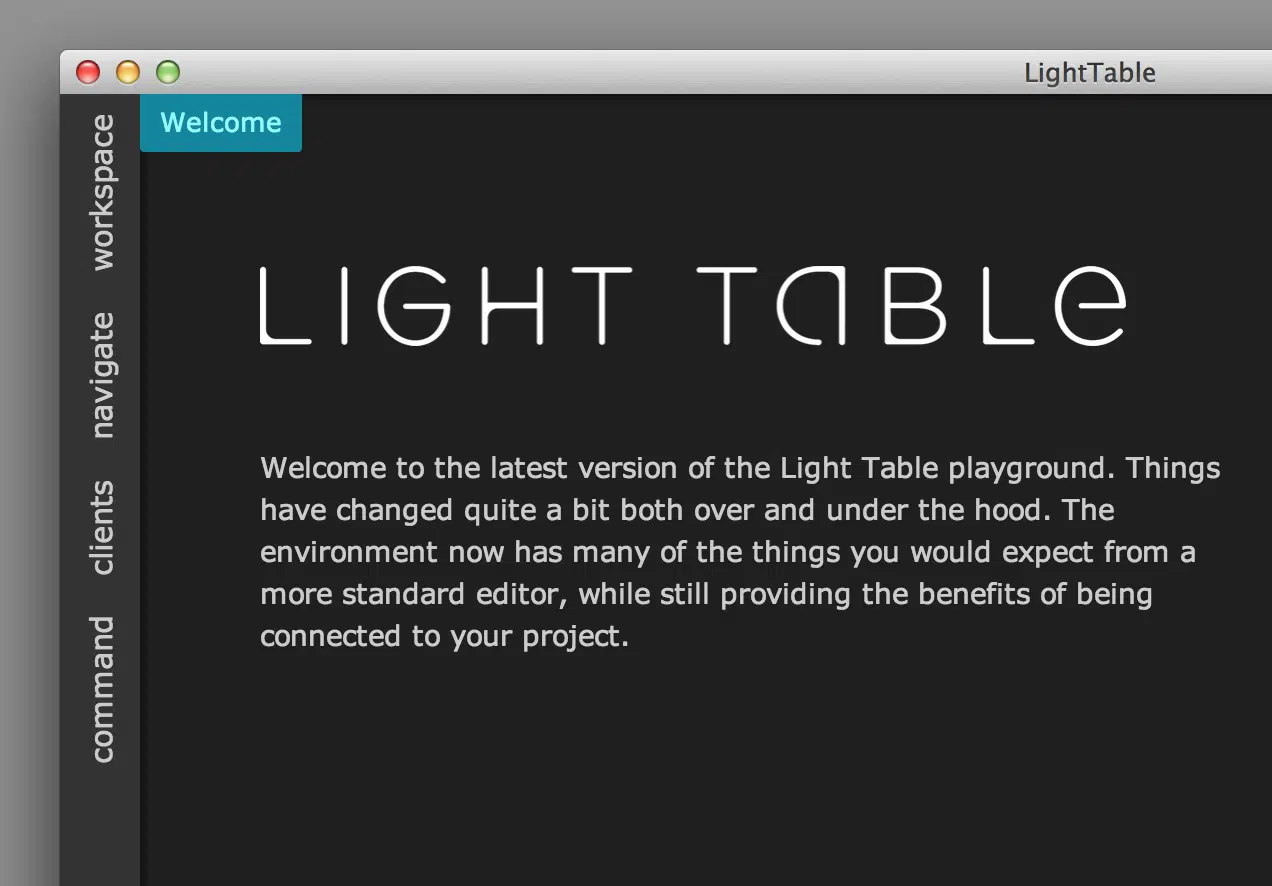 LightTable
Welcome
workspace
navigate
clients
command
LIGHT TaBLe
Welcome to the latest version of the Light Table playground. Things
have changed quite a bit both over and under the hood. The
environment now has many of the things you would expect from a
more standard editor, while still providing the benefits of being
connected to your project.